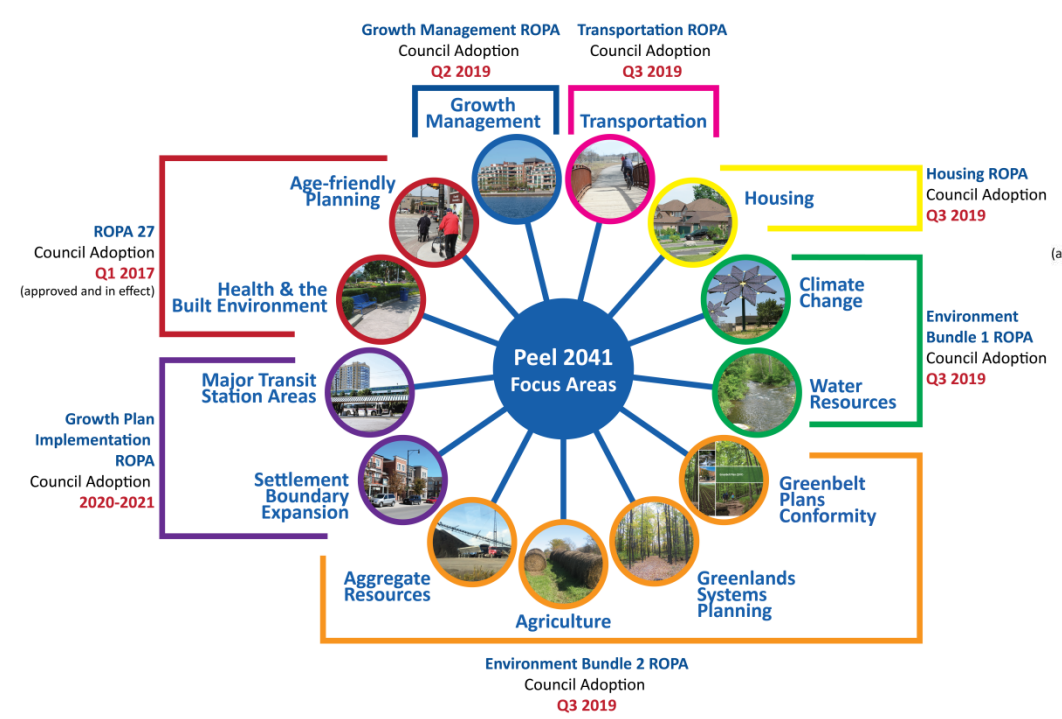 Growth Management ROPA
Council Adoption
Q2 2019
Transportation ROPA
Council Adoption
Q3 2019
Growth
Management
Transportation
Age-friendly
Planning
Housing
Housing ROPA
Council Adoption
Q3 2019
(a
ROPA 27
Council Adoption
Q1 2017
(approved and in effect)
Health & the
Built Environment
Climate
Change
Environment
Bundle 1 ROPA
Council Adoption
Q3 2019
Peel 2041
Focus Areas
Major Transit
Station Areas
Water
Resources
Growth Plan
Implementation
ROPA
Council Adoption
2020-2021
Settlement
Boundary
Expansion
Greenbelt
Plans
Conformity
Aggregate
Resources
Agriculture
Greenlands
Systems
Planning
Environment Bundle 2 ROPA
Council Adoption
Q3 2019